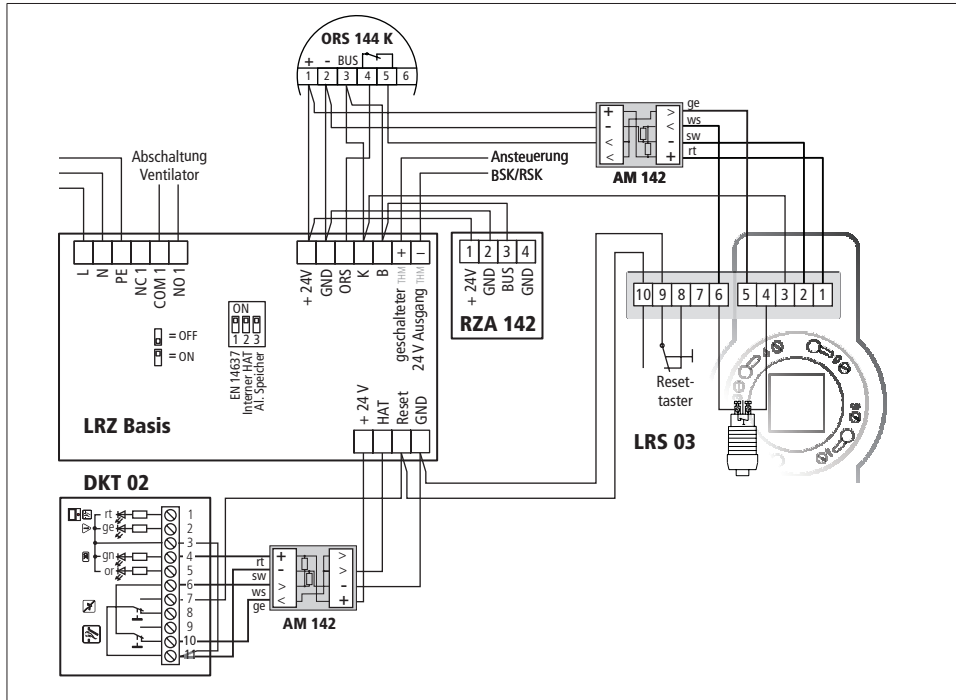 ORS 144 K
+ - BUS
1 2 3 4 5 6
+
-
<
<
>
<
-
+
ge
ws
sw
rt
AM 142
Abschaltung
Ventilator
Ansteuerung
BSK/RSK
L
N
PE
NC 1
COM 1
NO 1
+ 24V
GND
ORS
K
B
+
-
geschalteter THM
24 V Ausgang THM
1 2 3 4
+ 24V
GND
BUS
GND
RZA 142
= OFF
= ON
ON
1 2 3
EN 14637
Interner HAT
Al. Speicher
LRZ Basis
+ 24 V
HAT
Reset
GND
10 9 8 7 6 5 4 3 2 1
Reset-
taster
LRS 03
DKT 02
rt 1
ge 2
3
gn 4
or 5
6
7
8
9
10
11
rt
sw
ws
ge
+
-
>
<
>
>
-
+
AM 142